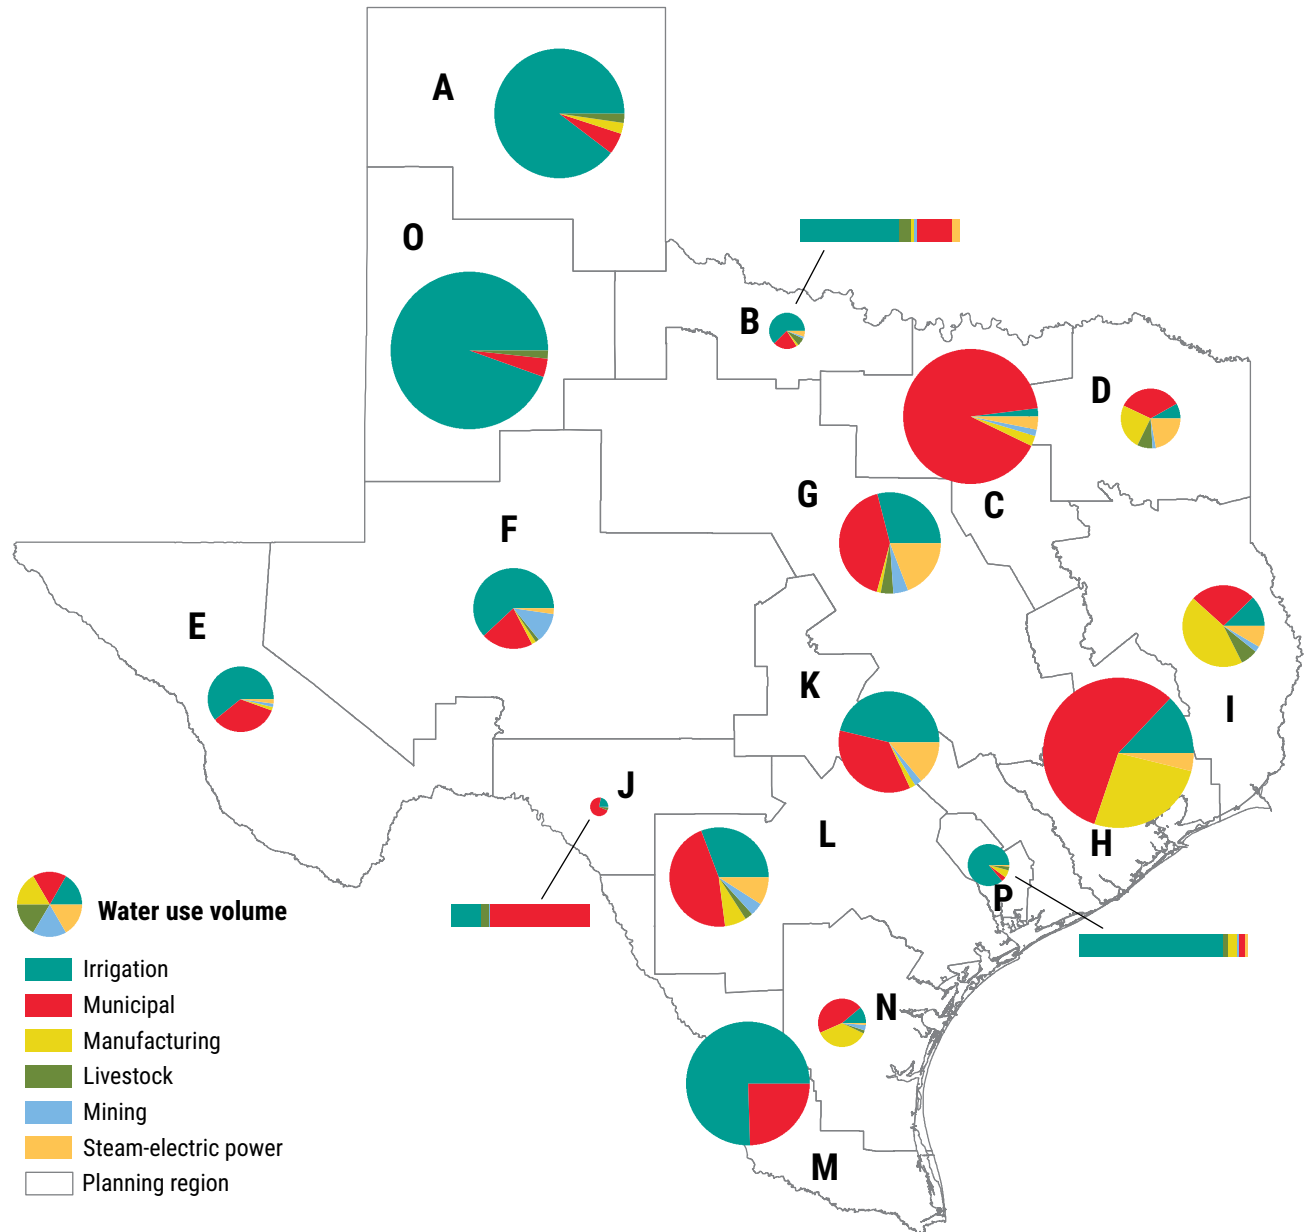 A
O
B
D
C
G
F
E
K
I
J
L
H
P
N
M
Water use volume
Irrigation
Municipal
Manufacturing
Livestock
Mining
Steam-electric power
Planning region